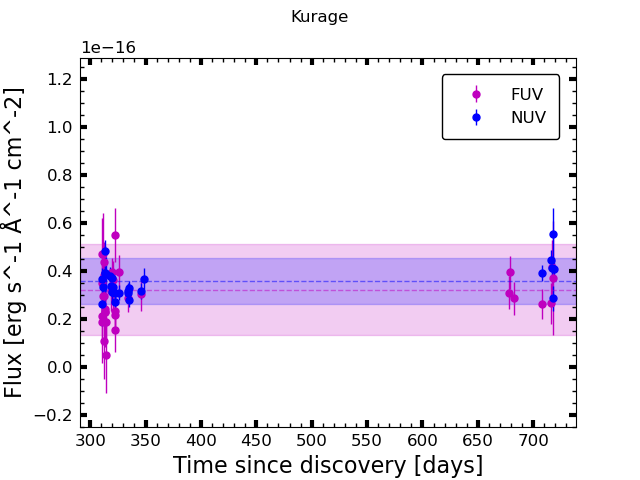 Kurage
1e−16
1.2
1.0
0.8
0.6
0.4
0.2
0.0
−0.2
Flux [erg s^-1 Å^-1 cm^-2]
FUV
NUV
300 350 400 450 500 550 600 650 700
Time since discovery [days]